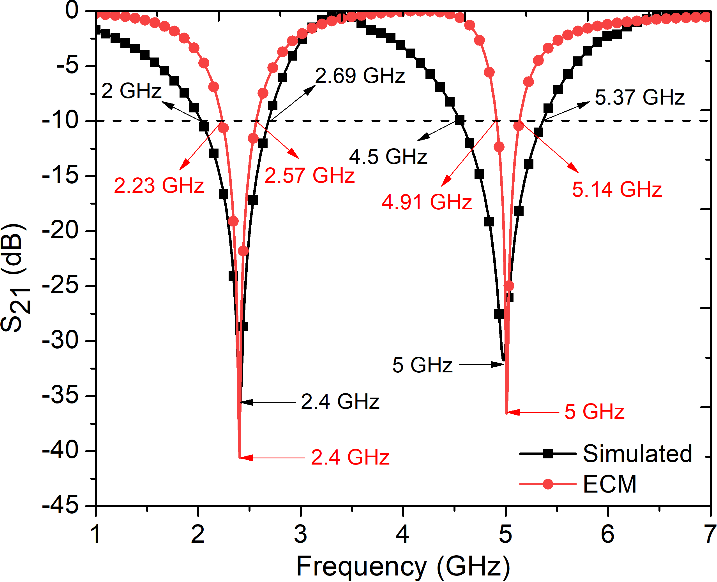 0
-5
-10
-15
-20
-25
-30
-35
-40
-45
S21 (dB)
2 GHz
2.69 GHz
5.37 GHz
4.5 GHz
2.23 GHz
2.57 GHz
4.91 GHz
5.14 GHz
5 GHz
2.4 GHz
5 GHz
2.4 GHz
Simulated
ECM
1 2 3 4 5 6 7
Frequency (GHz)